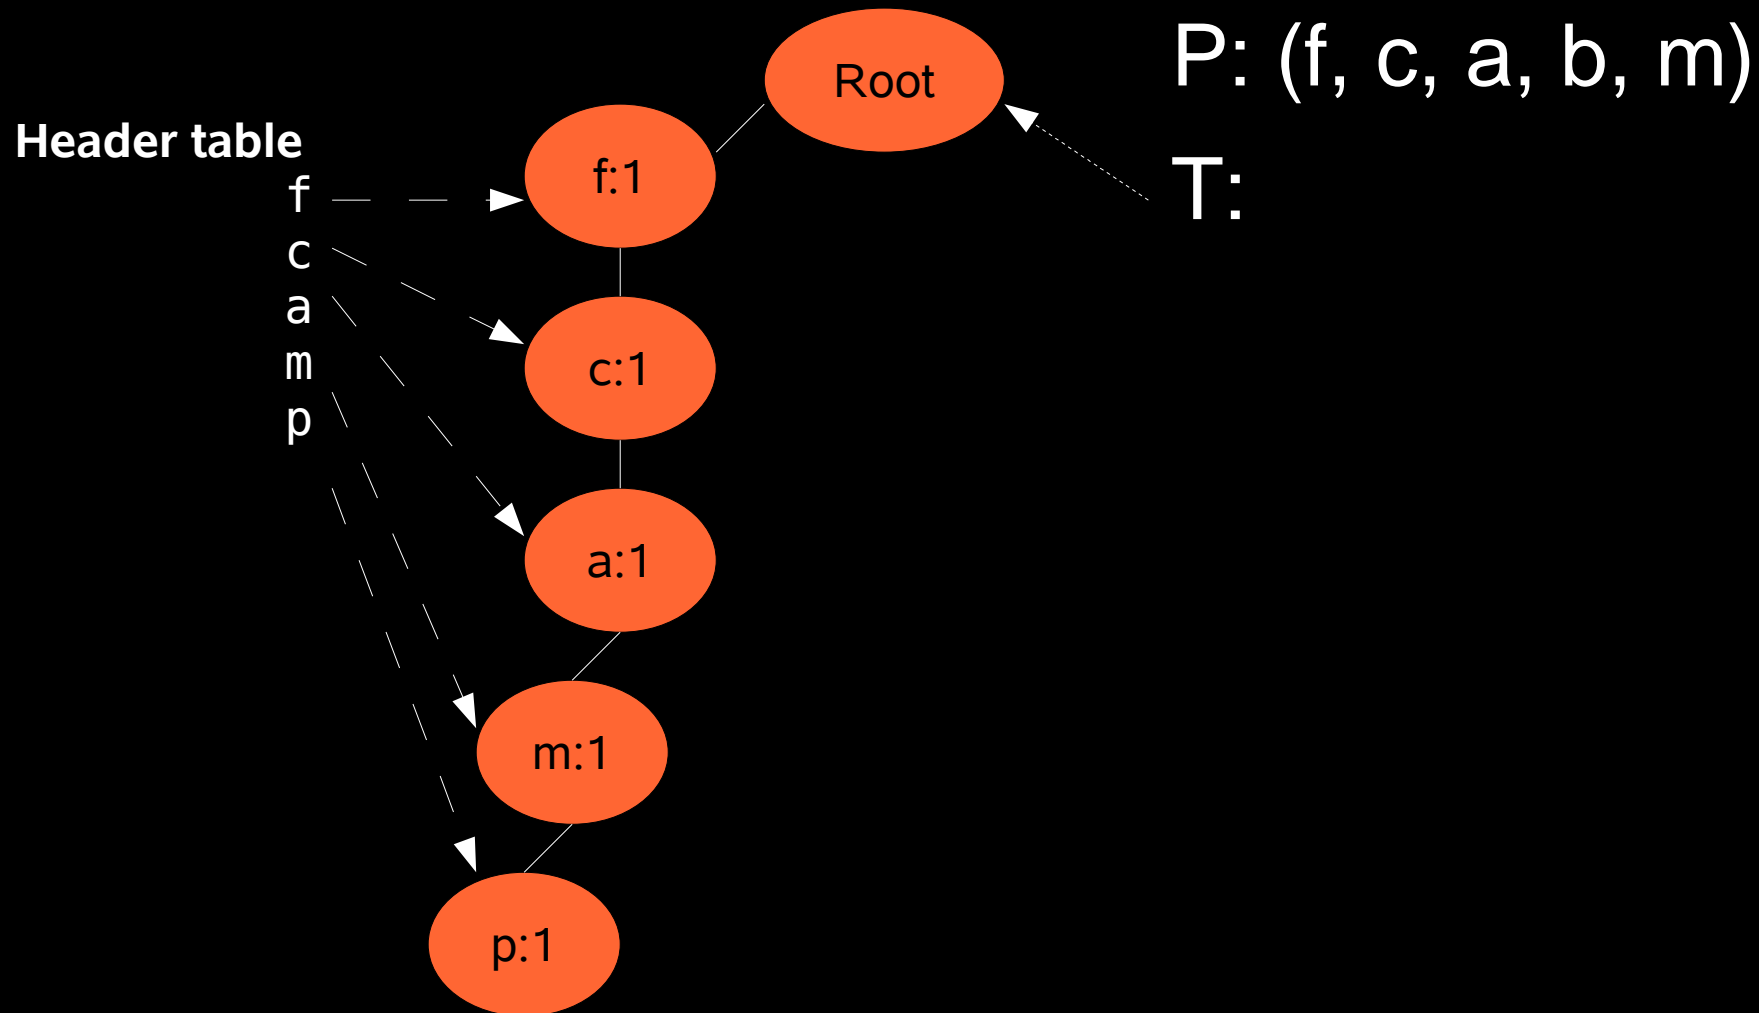 Root
P: (f, c, a, b, m)
Header table
f:1
T:
f
c
a
m
p
c:1
a:1
m:1
p:1